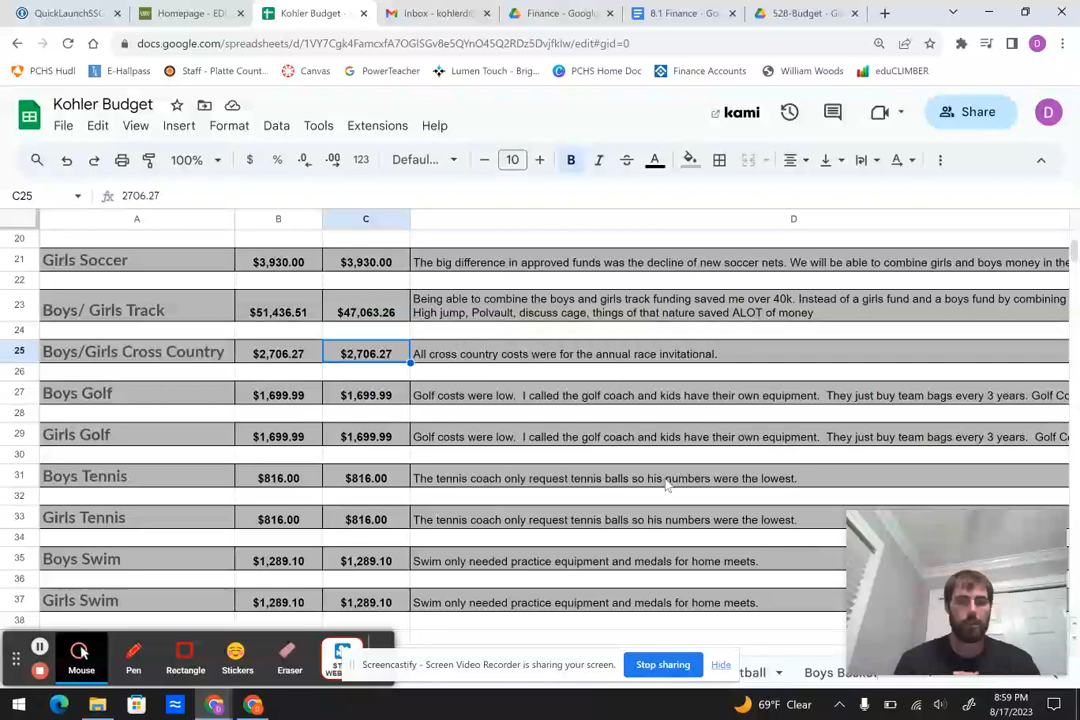 QuickLaunchSSO
Homepage - EDI
Kohler Budget -
Inbox - kohlerd@
Finance - Google
8.1 Finance - Go
528-Budget - Go
docs.google.com/spreadsheets/d/
/edit#gid=0
PCHS Hudl
E-Hallpass
Staff - Platte Count...
Canvas
PowerTeacher
Lumen Touch - Brig...
PCHS Home Doc
Finance Accounts
William Woods
eduCLIMBER
Kohler Budget
kami
Share
D
File Edit View Insert Format Data Tools Extensions Help
100% $ % .0 .00 123 Defaul... − 10 + B I S A
C25 fx 2706.27
A B C D
20
21 Girls Soccer $3,930.00 $3,930.00 The big difference in approved funds was the decline of new soccer nets. We will be able to combine girls and boys money in the
22
23 Boys/ Girls Track $51,436.51 $47,063.26 Being able to combine the boys and girls track funding saved me over 40k. Instead of a girls fund and a boys fund by combining
High jump, Polvault, discuss cage, things of that nature saved ALOT of money
24
25 Boys/Girls Cross Country $2,706.27 $2,706.27 All cross country costs were for the annual race invitational.
26
27 Boys Golf $1,699.99 $1,699.99 Golf costs were low. I called the golf coach and kids have their own equipment. They just buy team bags every 3 years. Golf Co
28
29 Girls Golf $1,699.99 $1,699.99 Golf costs were low. I called the golf coach and kids have their own equipment. They just buy team bags every 3 years. Golf C
30
31 Boys Tennis $816.00 $816.00 The tennis coach only request tennis balls so his numbers were the lowest.
32
33 Girls Tennis $816.00 $816.00 The tennis coach only request tennis balls so his numbers were the lowest.
34
35 Boys Swim $1,289.10 $1,289.10 Swim only needed practice equipment and medals for home meets.
36
37 Girls Swim $1,289.10 $1,289.10 Swim only needed practice equipment and medals for home meets.
38
Mouse Pen Rectangle Stickers Eraser
Screencastify - Screen Video Recorder is sharing your screen.
Stop sharing
Hide
Boys Bask
69°F Clear
8:59 PM
8/17/2023